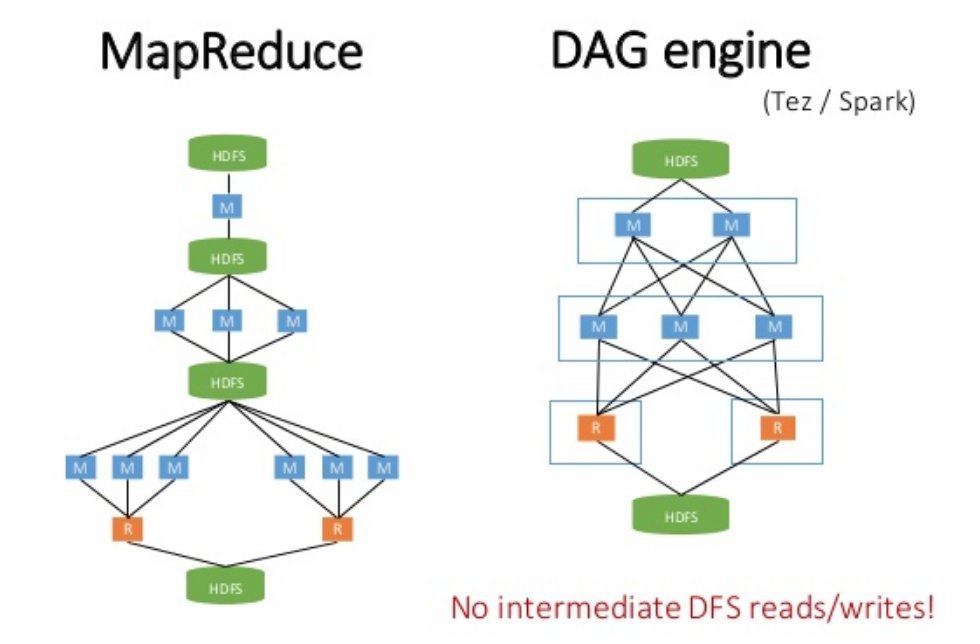 MapReduce
DAG engine
(Tez / Spark)
HDFS
M
HDFS
M M M
HDFS
M M M M M M
R R
HDFS
HDFS
M M
M M M
R R
HDFS
No intermediate DFS reads/writes!